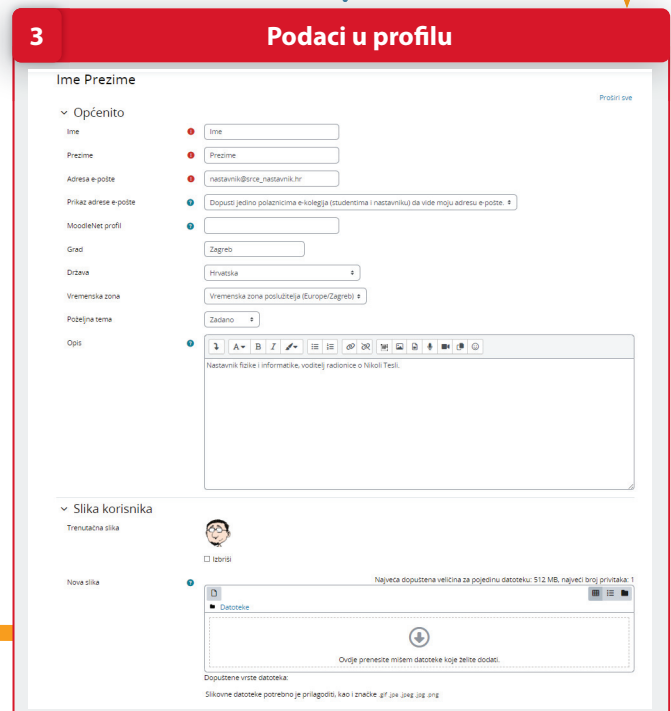 3
Podaci u profilu
Ime Prezime
Proširi sve
Općenito
Ime Ime
Prezime Prezime
Adresa e-pošte nastavnik@srce_nastavnik.hr
Prikaz adrese e-pošte Dopusti jedino polaznicima e-kolegija (studentima i nastavniku) da vide moju adresu e-pošte.
MoodleNet profil
Grad Zagreb
Država Hrvatska
Vremenska zona Vremenska zona poslužitelja (Europe/Zagreb)
Poželjna tema Zadano
Opis
A B I
Nastavnik fizike i informatike, voditelj radionice o Nikoli Tesli.
Slika korisnika
Trenutačna slika
Izbriši
Nova slika Najveća dopuštena veličina za pojedinu datoteku: 512 MB, najveći broj privitaka: 1
Datoteke
Ovdje prenesite mišem datoteke koje želite dodati.
Dopuštene vrste datoteka:
Slikovne datoteke potrebno je prilagoditi, kao i značke .gif .jpe .jpeg .jpg .png